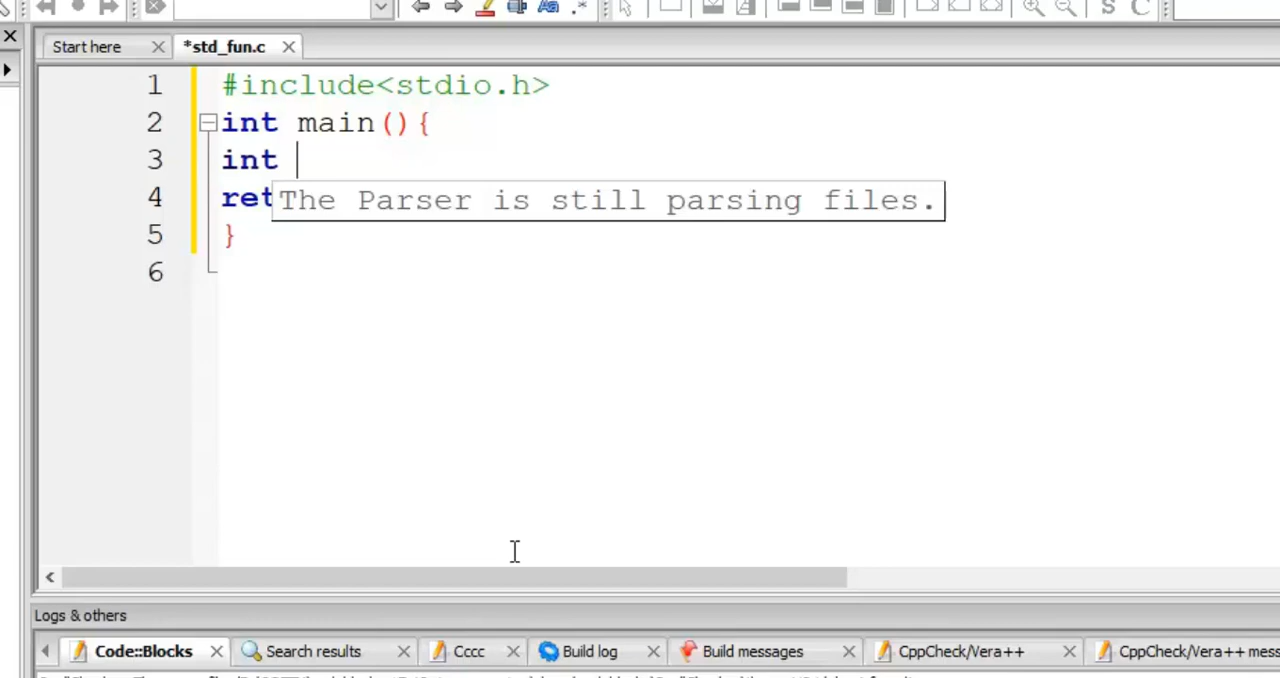 Start here
*std_fun.c
1 #include<stdio.h>
2 int main(){
3 int
4 ret
The Parser is still parsing files.
5 }
6
Logs & others
Code::Blocks Search results Cccc Build log Build messages CppCheck/Vera++ CppCheck/Vera++ mess